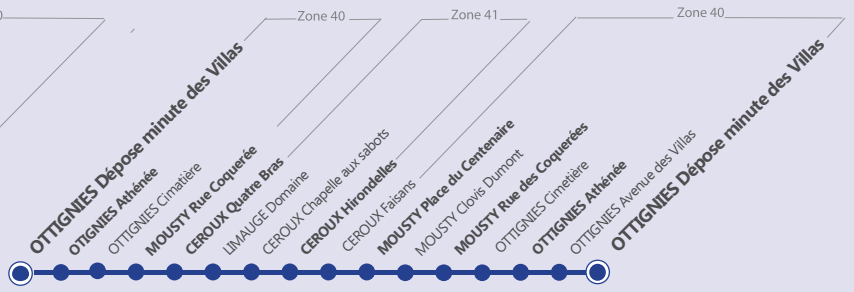 Zone 40
Zone 41
Zone 40
OTTIGNIES Dépose minute des Villas
OTIGNIES Athénée
OTTIGNIES Cimatière
MOUSTY Rue Coquerée
CEROUX Quatre Bras
LIMAUGE Domaine
CEROUX Chapelle aux sabots
CEROUX Hirondelles
CEROUX Faisans
MOUSTY Place du Centenaire
MOUSTY Clovis Dumont
MOUSTY Rue des Coquerées
OTTIGNIES Cimetière
OTTIGNIES Athénée
OTTIGNIES Avenue des Villas
OTTIGNIES Dépose minute des Villas